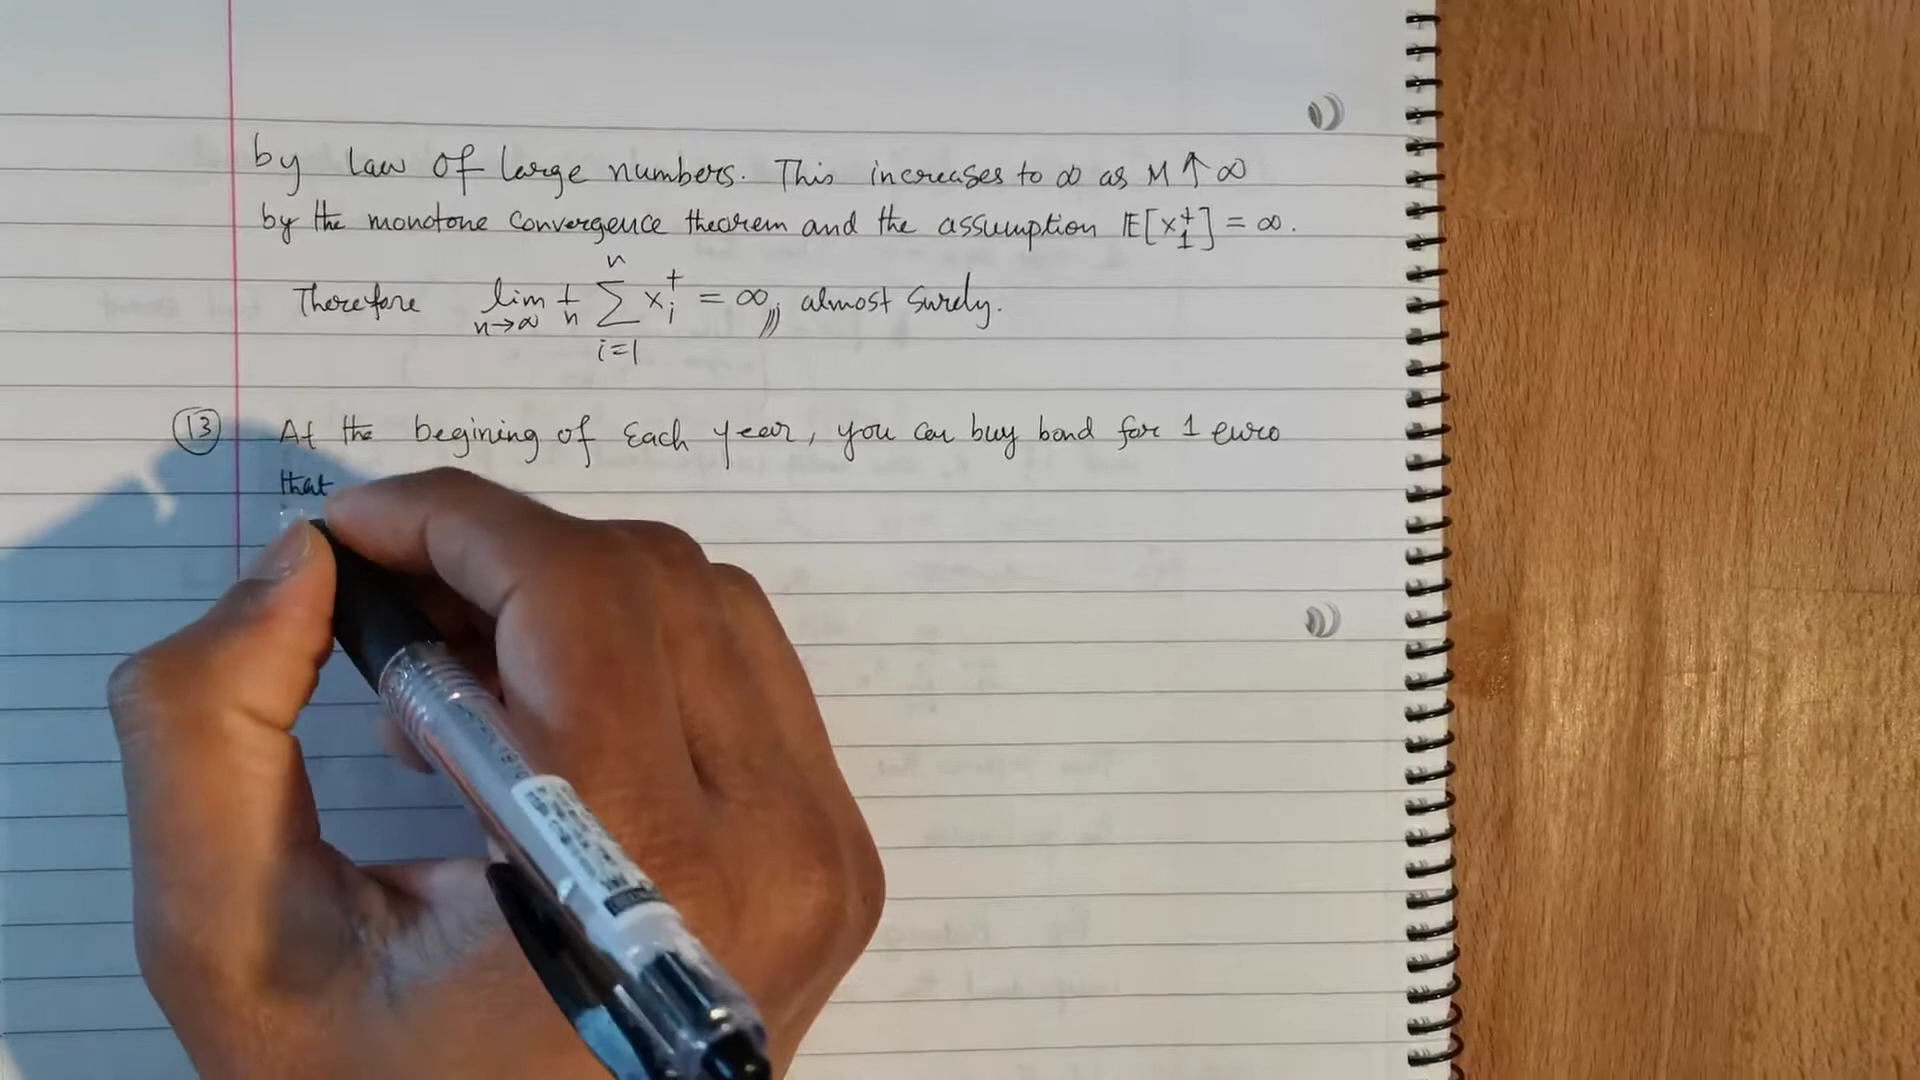 by law of large numbers. This increases to ∞ as M ↑ ∞
by the monotone convergence theorem and the assumption E[X₁⁺] = ∞.
Therefore lim n→∞ 1/n ∑ i=1 n Xᵢ⁺ = ∞,, almost surely.
13 At the begining of Each year, you can buy bond for 1 euro
that